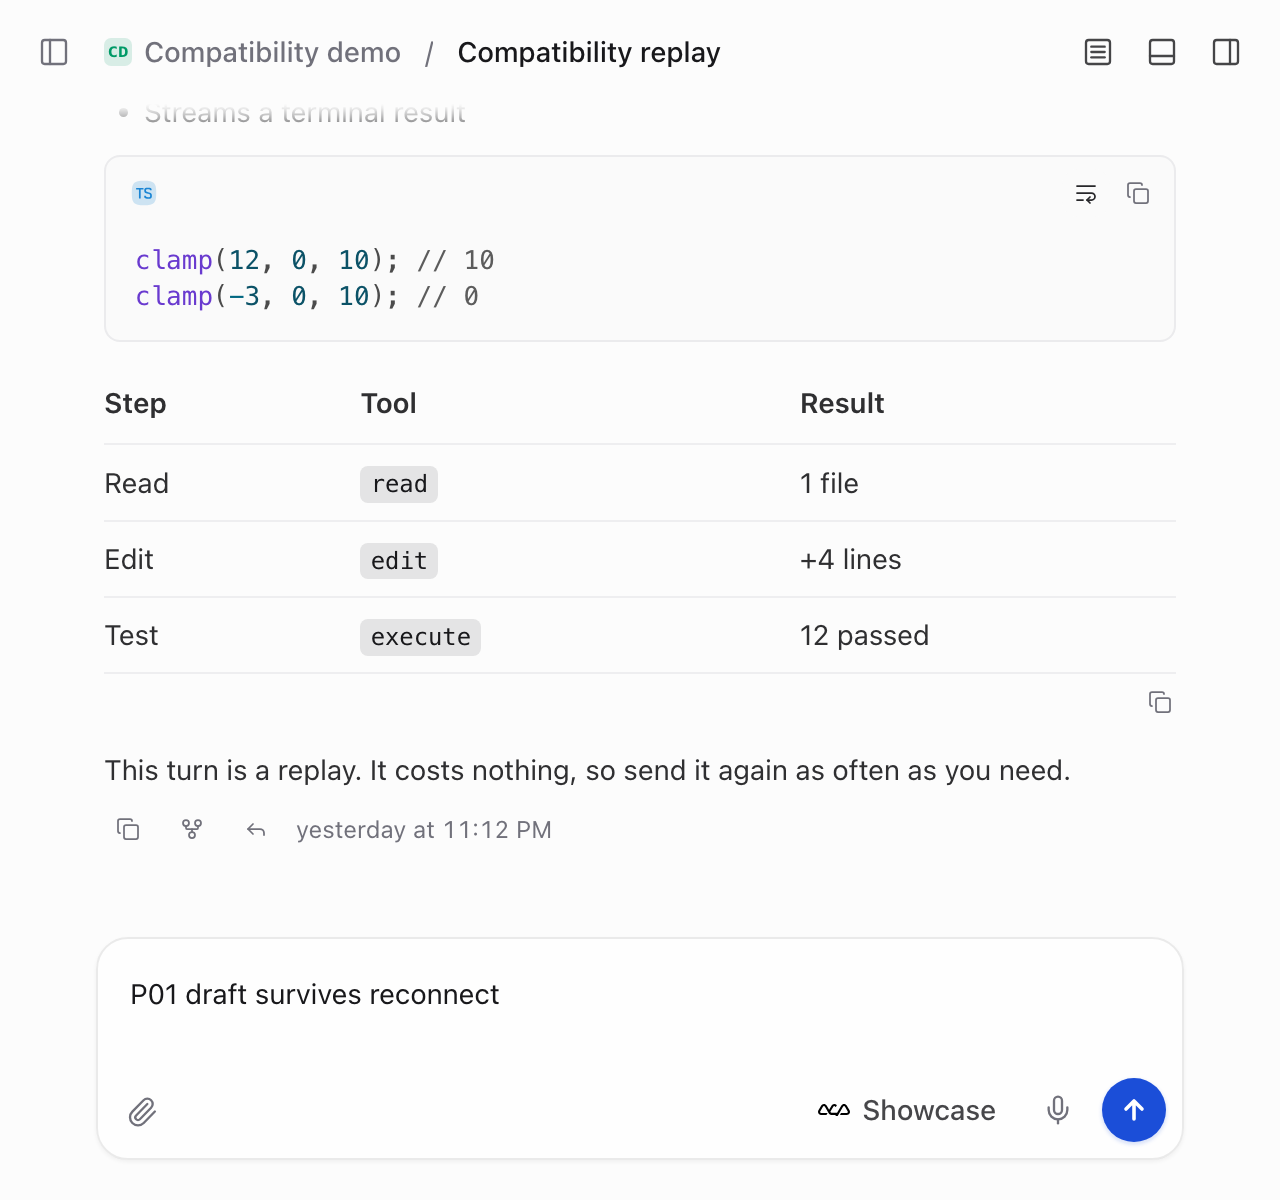 CD Compatibility demo / Compatibility replay
• Streams a terminal result
TS
clamp(12, 0, 10); // 10
clamp(-3, 0, 10); // 0
Step Tool Result
Read read 1 file
Edit edit +4 lines
Test execute 12 passed
This turn is a replay. It costs nothing, so send it again as often as you need.
yesterday at 11:12 PM
P01 draft survives reconnect
Showcase